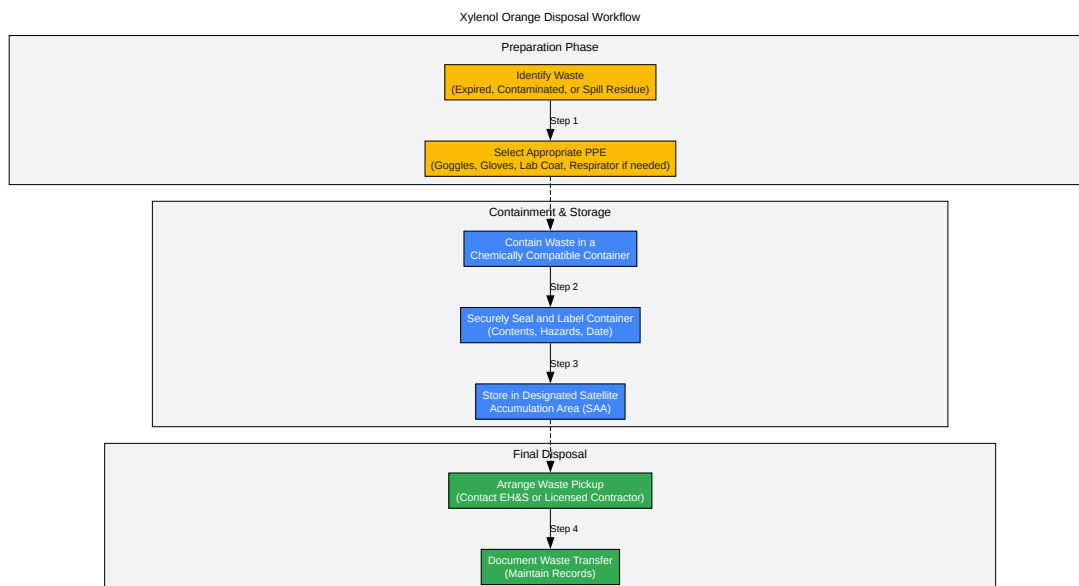 Xylenol Orange Disposal Workflow
Preparation Phase
Identify Waste
(Expired, Contaminated, or Spill Residue)
Step 1
Select Appropriate PPE
(Goggles, Gloves, Lab Coat, Respirator if needed)
Containment & Storage
Contain Waste in a
Chemically Compatible Container
Step 2
Securely Seal and Label Container
(Contents, Hazards, Date)
Step 3
Store in Designated Satellite
Accumulation Area (SAA)
Final Disposal
Arrange Waste Pickup
(Contact EH&S or Licensed Contractor)
Step 4
Document Waste Transfer
(Maintain Records)